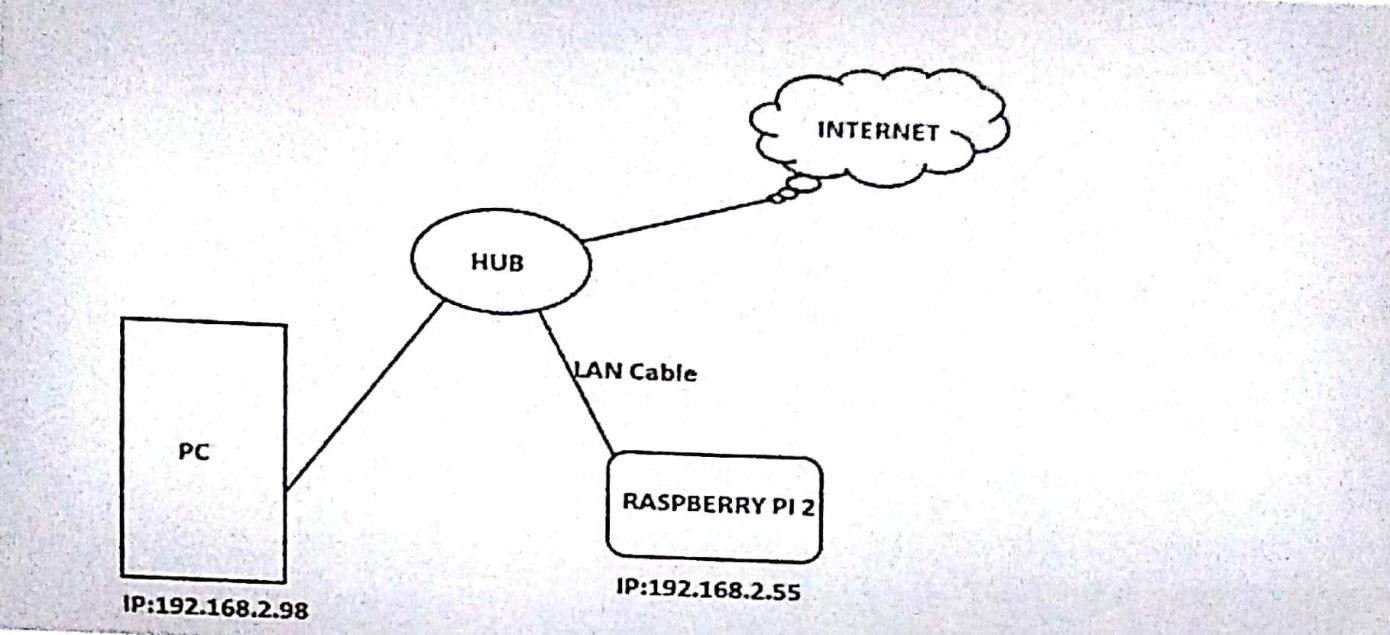 INTERNET
HUB
LAN Cable
PC
RASPBERRY PI 2
IP:192.168.2.55
IP:192.168.2.98